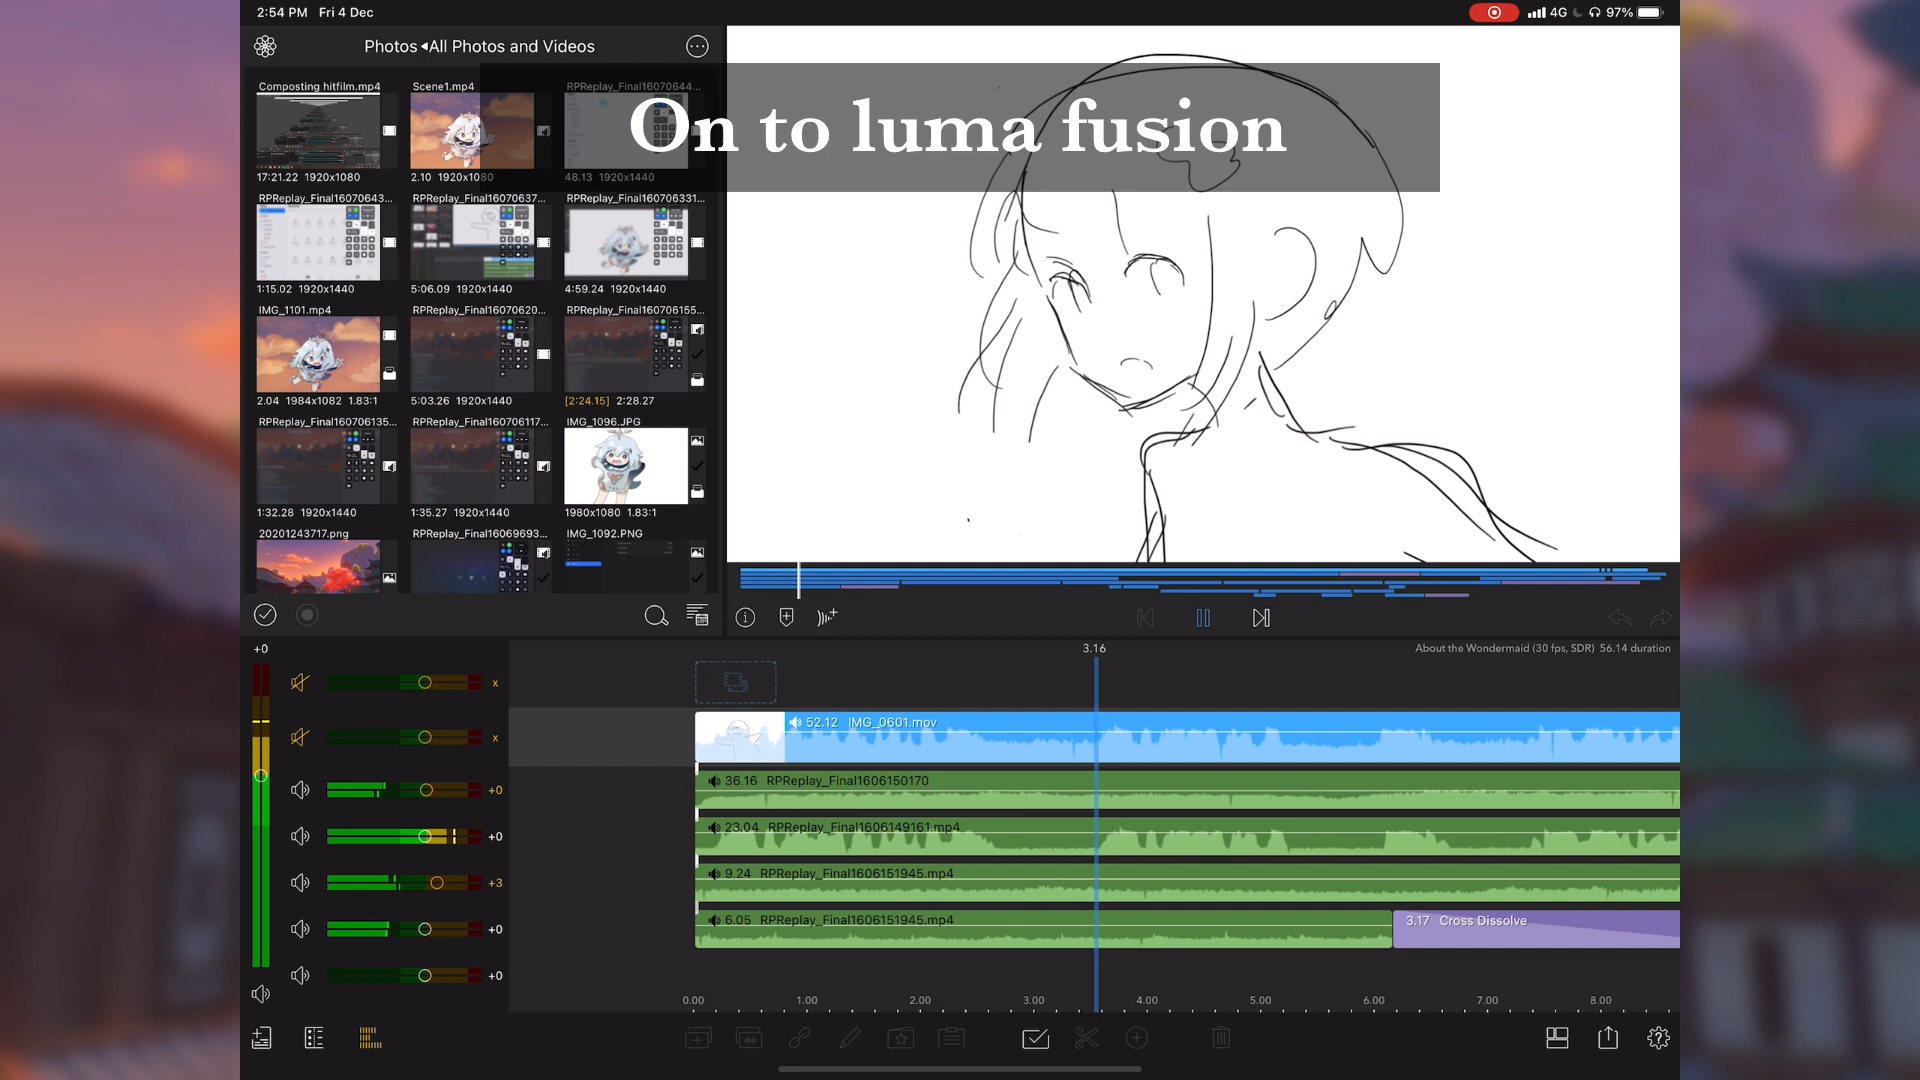 2:54 PM Fri 4 Dec
4G 97%
Photos ◂All Photos and Videos
On to luma fusion
Composting hitfilm.mp4
Scene1.mp4
RPReplay_Final16070644...
17:21.22 1920x1080
2.10 1920x1080
48.13 1920x1440
RPReplay_Final16070643...
RPReplay_Final16070637...
RPReplay_Final160706331...
1:15.02 1920x1440
5:06.09 1920x1440
4:59.24 1920x1440
IMG_1101.mp4
RPReplay_Final16070620...
RPReplay_Final160706155...
2.04 1984x1082 1.83:1
5:03.26 1920x1440
[2:24.15] 2:28.27
RPReplay_Final160706135...
RPReplay_Final160706117...
IMG_1096.JPG
1:32.28 1920x1440
1:35.27 1920x1440
1980x1080 1.83:1
20201243717.png
RPReplay_Final16069693...
IMG_1092.PNG
+0
3.16
About the Wondermaid (30 fps, SDR) 56.14 duration
x
x
+0
+0
+3
+0
+0
52.12 IMG_0601.mov
36.16 RPReplay_Final1606150170
23.04 RPReplay_Final1606149161.mp4
9.24 RPReplay_Final1606151945.mp4
6.05 RPReplay_Final1606151945.mp4
3.17 Cross Dissolve
0.00 1.00 2.00 3.00 4.00 5.00 6.00 7.00 8.00